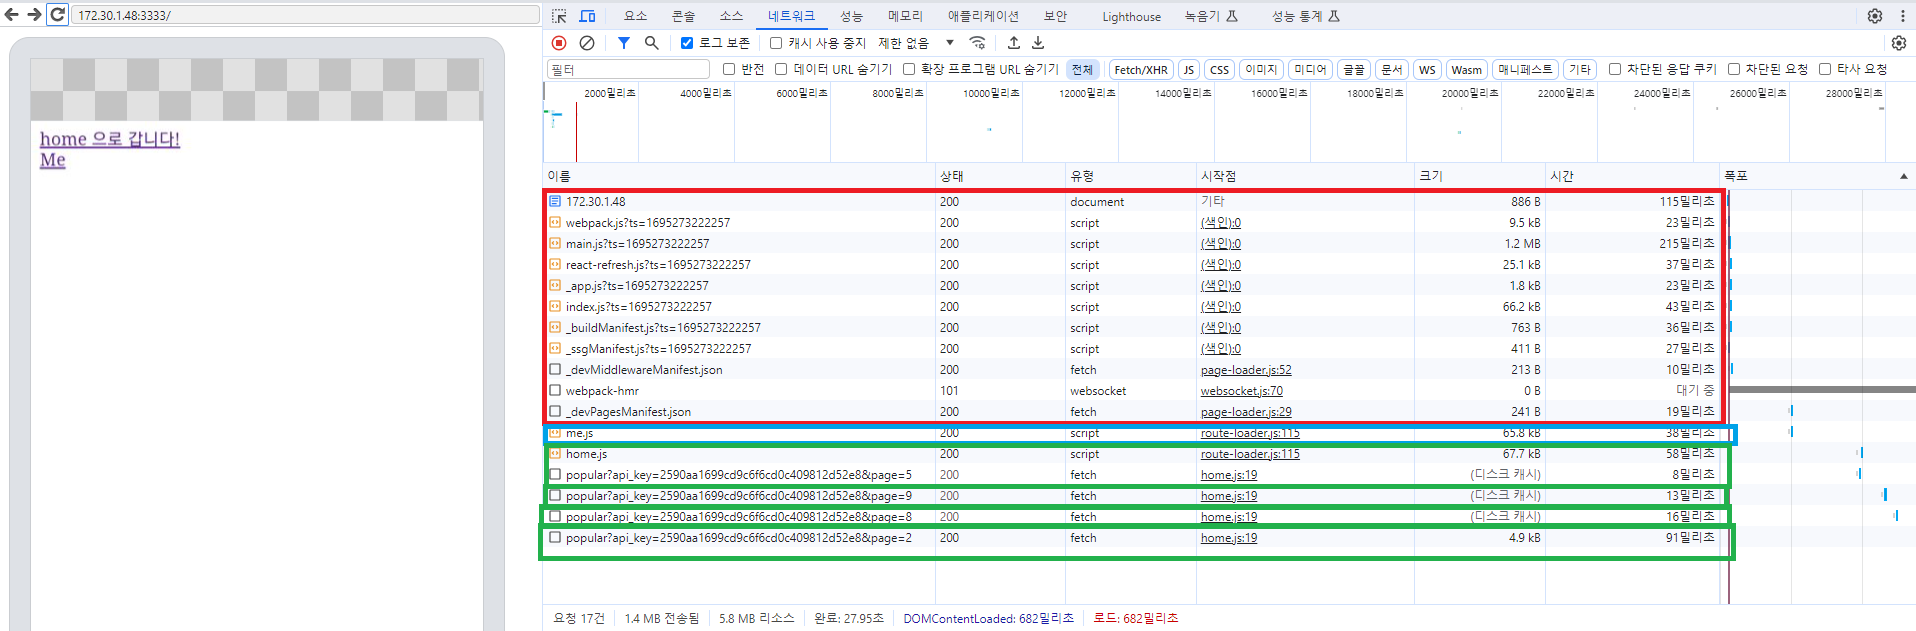 172.30.1.48:3333/
home 으로 갑니다!
Me
요소 콘솔 소스 네트워크 성능 메모리 애플리케이션 보안 Lighthouse 녹음기 성능 통계
로그 보존 캐시 사용 중지 제한 없음
필터 반전 데이터 URL 숨기기 확장 프로그램 URL 숨기기 전체 Fetch/XHR JS CSS 이미지 미디어 글꼴 문서 WS Wasm 매니페스트 기타 차단된 응답 쿠키 차단된 요청 타사 요청
2000밀리초 4000밀리초 6000밀리초 8000밀리초 10000밀리초 12000밀리초 14000밀리초 16000밀리초 18000밀리초 20000밀리초 22000밀리초 24000밀리초 26000밀리초 28000밀리초
이름 상태 유형 시작점 크기 시간 폭포
172.30.1.48 200 document 기타 886 B 115밀리초
webpack.js?ts=1695273222257 200 script (색인):0 9.5 kB 23밀리초
main.js?ts=1695273222257 200 script (색인):0 1.2 MB 215밀리초
react-refresh.js?ts=1695273222257 200 script (색인):0 25.1 kB 37밀리초
_app.js?ts=1695273222257 200 script (색인):0 1.8 kB 23밀리초
index.js?ts=1695273222257 200 script (색인):0 66.2 kB 43밀리초
_buildManifest.js?ts=1695273222257 200 script (색인):0 763 B 36밀리초
_ssgManifest.js?ts=1695273222257 200 script (색인):0 411 B 27밀리초
_devMiddlewareManifest.json 200 fetch page-loader.js:52 213 B 10밀리초
webpack-hmr 101 websocket websocket.js:70 0 B 대기 중
_devPagesManifest.json 200 fetch page-loader.js:29 241 B 19밀리초
me.js 200 script route-loader.js:115 65.8 kB 38밀리초
home.js 200 script route-loader.js:115 67.7 kB 58밀리초
popular?api_key=2590aa1699cd9c6f6cd0c409812d52e8&page=5 200 fetch home.js:19 (디스크 캐시) 8밀리초
popular?api_key=2590aa1699cd9c6f6cd0c409812d52e8&page=9 200 fetch home.js:19 (디스크 캐시) 13밀리초
popular?api_key=2590aa1699cd9c6f6cd0c409812d52e8&page=8 200 fetch home.js:19 (디스크 캐시) 16밀리초
popular?api_key=2590aa1699cd9c6f6cd0c409812d52e8&page=2 200 fetch home.js:19 4.9 kB 91밀리초
요청 17건 1.4 MB 전송됨 5.8 MB 리소스 완료: 27.95초 DOMContentLoaded: 682밀리초 로드: 682밀리초